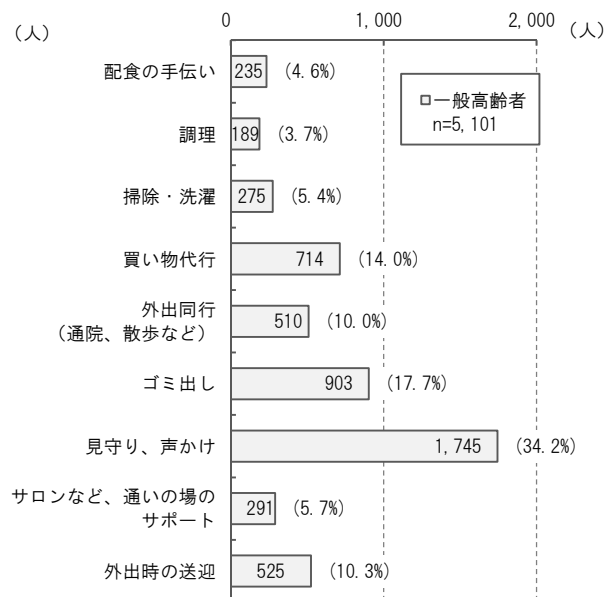 （人）
0
1,000
2,000
（人）
一般高齢者
n=5,101
配食の手伝い
235
（4.6%）
調理
189
（3.7%）
掃除・洗濯
275
（5.4%）
買い物代行
714
（14.0%）
外出同行
（通院、散歩など）
510
（10.0%）
ゴミ出し
903
（17.7%）
見守り、声かけ
1,745
（34.2%）
サロンなど、通いの場の
サポート
291
（5.7%）
外出時の送迎
525
（10.3%）